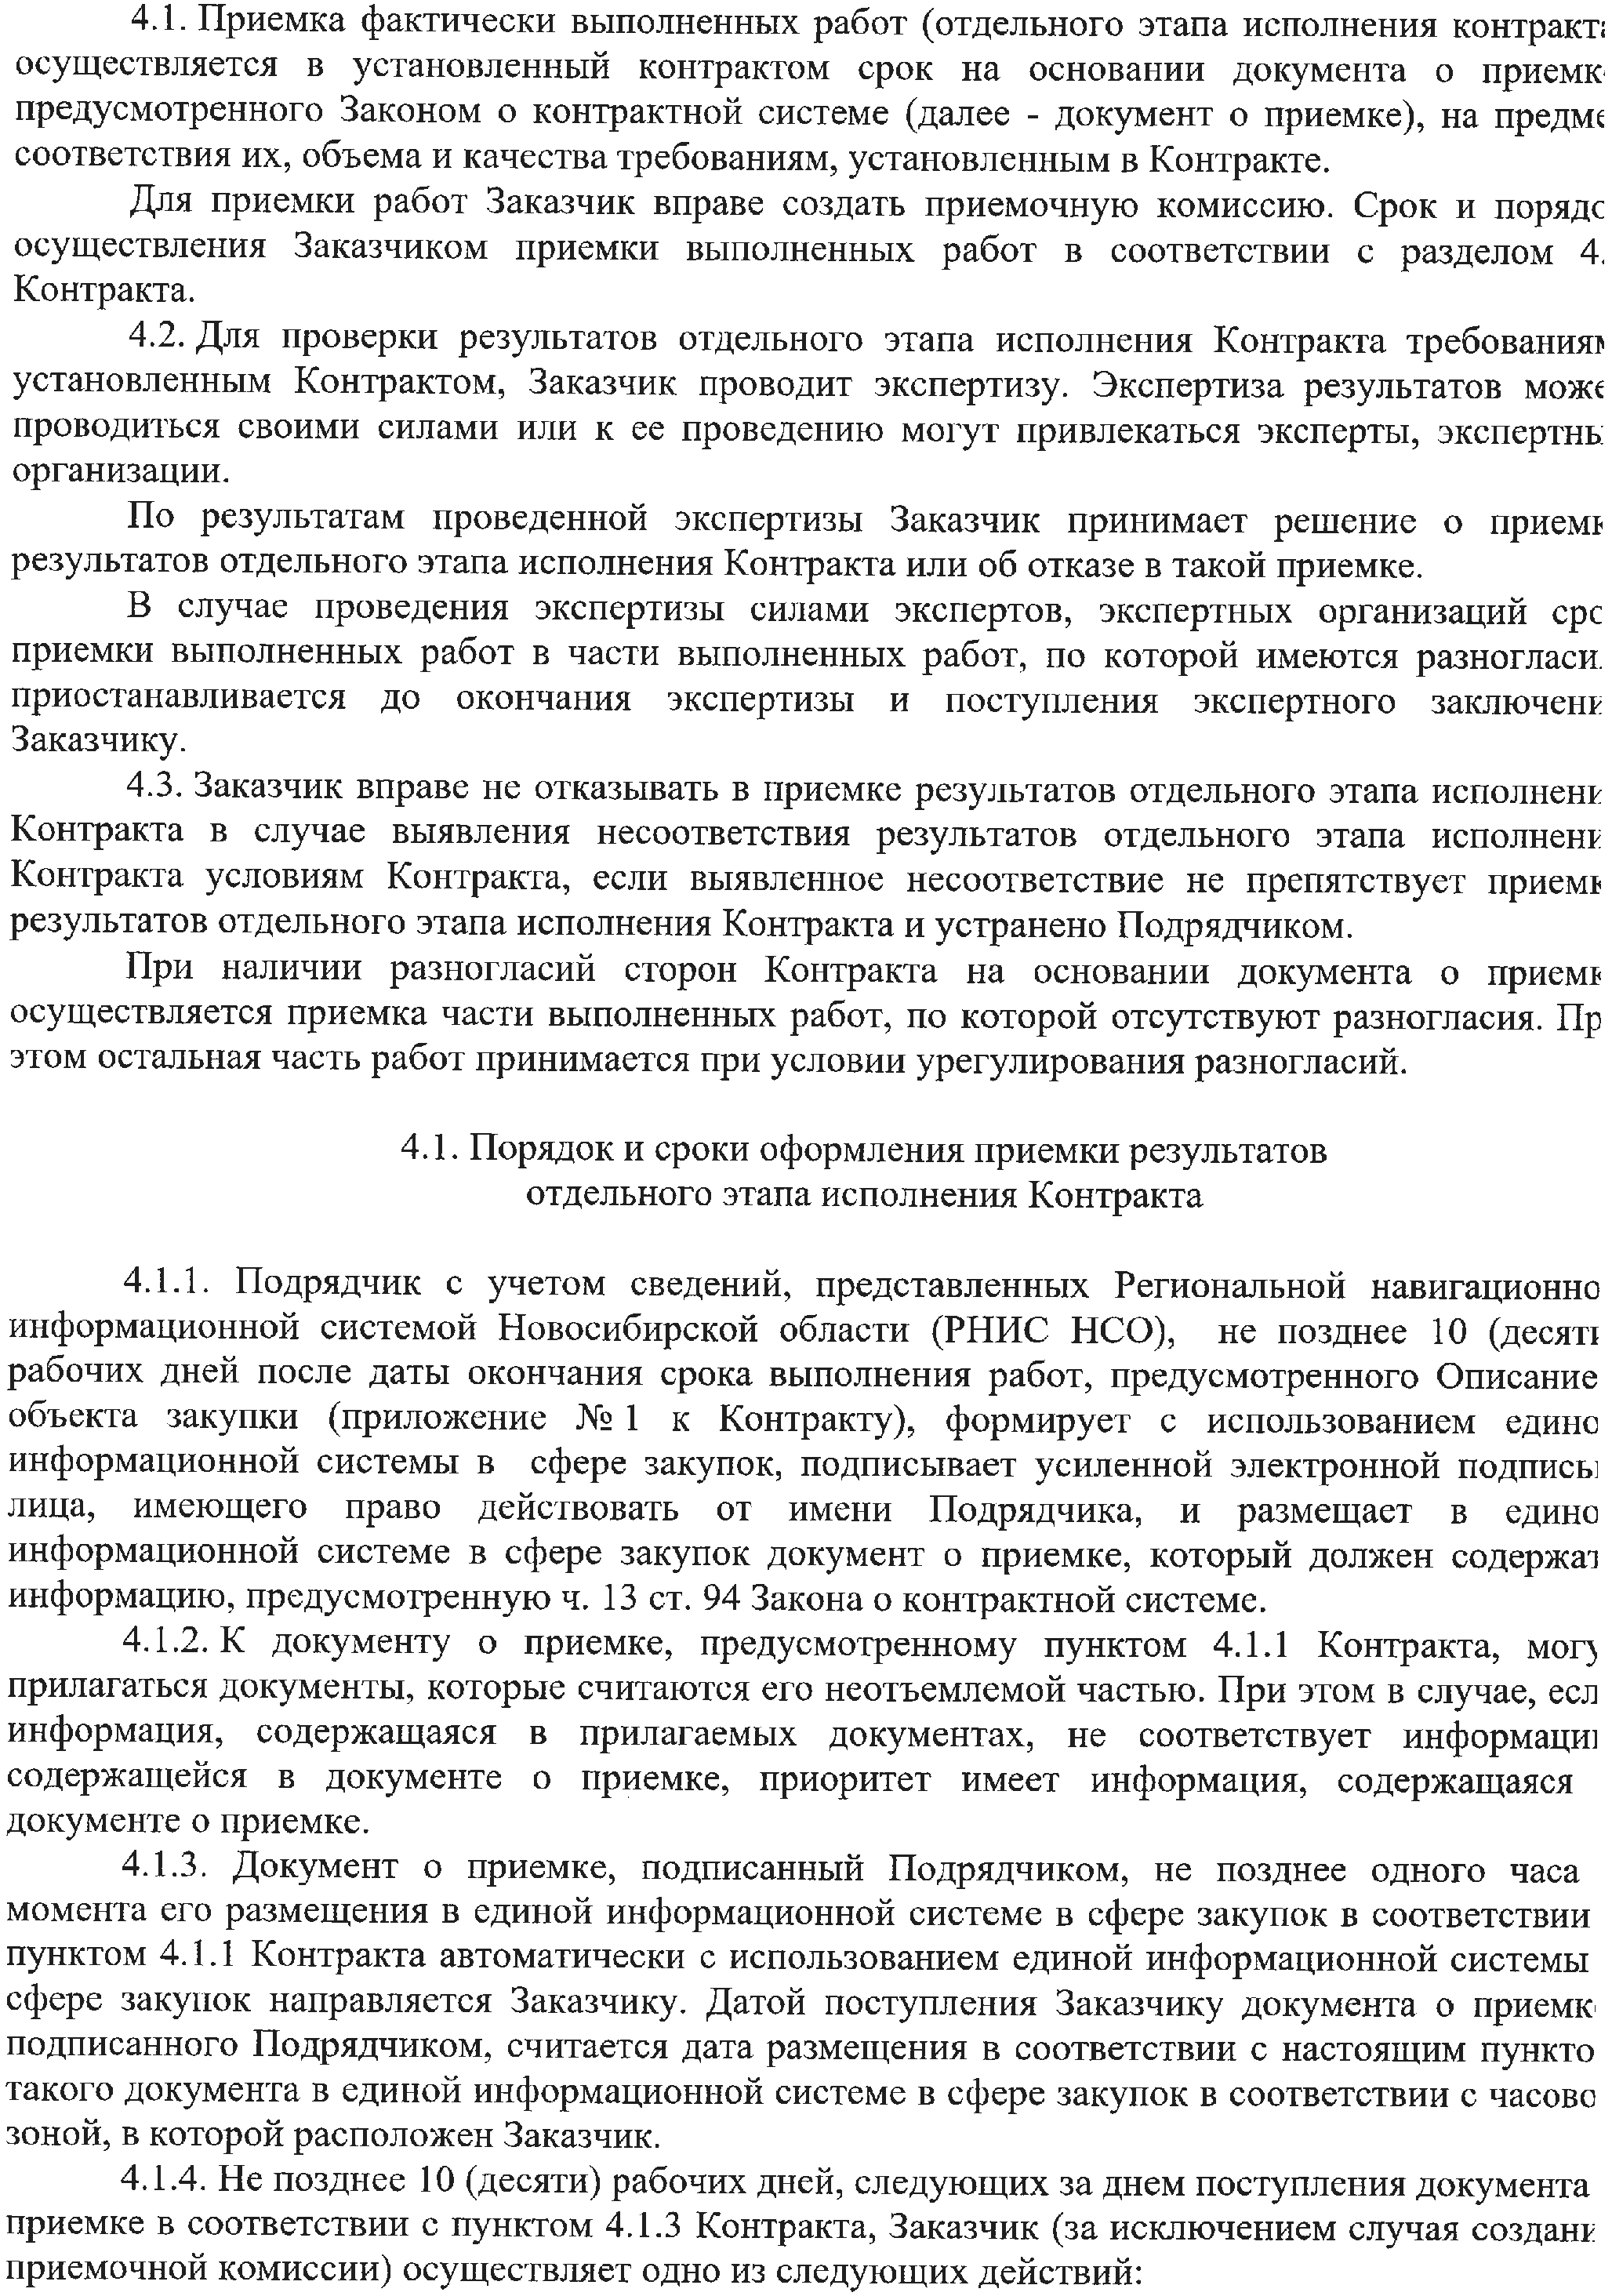 4.1. Приемка фактически выполненных работ (отдельного этапа исполнения контракта
осуществляется в установленный контрактом срок на основании документа о приемк
предусмотренного Законом о контрактной системе (далее - документ о приемке), на предме
соответствия их, объема и качества требованиям, установленным в Контракте.
Для приемки работ Заказчик вправе создать приемочную комиссию. Срок и порядо
осуществления Заказчиком приемки выполненных работ в соответствии с разделом 4.
Контракта.
4.2. Для проверки результатов отдельного этапа исполнения Контракта требованиям
установленным Контрактом, Заказчик проводит экспертизу. Экспертиза результатов може
проводиться своими силами или к ее проведению могут привлекаться эксперты, экспертны
организации.
По результатам проведенной экспертизы Заказчик принимает решение о приемк
результатов отдельного этапа исполнения Контракта или об отказе в такой приемке.
В случае проведения экспертизы силами экспертов, экспертных организаций сро
приемки выполненных работ в части выполненных работ, по которой имеются разногласи
приостанавливается до окончания экспертизы и поступления экспертного заключени
Заказчику.
4.3. Заказчик вправе не отказывать в приемке результатов отдельного этапа исполнени
Контракта в случае выявления несоответствия результатов отдельного этапа исполнени
Контракта условиям Контракта, если выявленное несоответствие не препятствует приемк
результатов отдельного этапа исполнения Контракта и устранено Подрядчиком.
При наличии разногласий сторон Контракта на основании документа о приемк
осуществляется приемка части выполненных работ, по которой отсутствуют разногласия. Пр
этом остальная часть работ принимается при условии урегулирования разногласий.
4.1. Порядок и сроки оформления приемки результатов
отдельного этапа исполнения Контракта
4.1.1. Подрядчик с учетом сведений, представленных Региональной навигационно
информационной системой Новосибирской области (РНИС НСО), не позднее 10 (десяти
рабочих дней после даты окончания срока выполнения работ, предусмотренного Описание
объекта закупки (приложение № 1 к Контракту), формирует с использованием едино
информационной системы в сфере закупок, подписывает усиленной электронной подпись
лица, имеющего право действовать от имени Подрядчика, и размещает в едино
информационной системе в сфере закупок документ о приемке, который должен содержат
информацию, предусмотренную ч. 13 ст. 94 Закона о контрактной системе.
4.1.2. К документу о приемке, предусмотренному пунктом 4.1.1 Контракта, могу
прилагаться документы, которые считаются его неотъемлемой частью. При этом в случае, есл
информация, содержащаяся в прилагаемых документах, не соответствует информаци
содержащейся в документе о приемке, приоритет имеет информация, содержащаяся
документе о приемке.
4.1.3. Документ о приемке, подписанный Подрядчиком, не позднее одного часа
момента его размещения в единой информационной системе в сфере закупок в соответствии
пунктом 4.1.1 Контракта автоматически с использованием единой информационной системы
сфере закупок направляется Заказчику. Датой поступления Заказчику документа о приемк
подписанного Подрядчиком, считается дата размещения в соответствии с настоящим пункто
такого документа в единой информационной системе в сфере закупок в соответствии с часово
зоной, в которой расположен Заказчик.
4.1.4. Не позднее 10 (десяти) рабочих дней, следующих за днем поступления документа
приемке в соответствии с пунктом 4.1.3 Контракта, Заказчик (за исключением случая создани
приемочной комиссии) осуществляет одно из следующих действий: